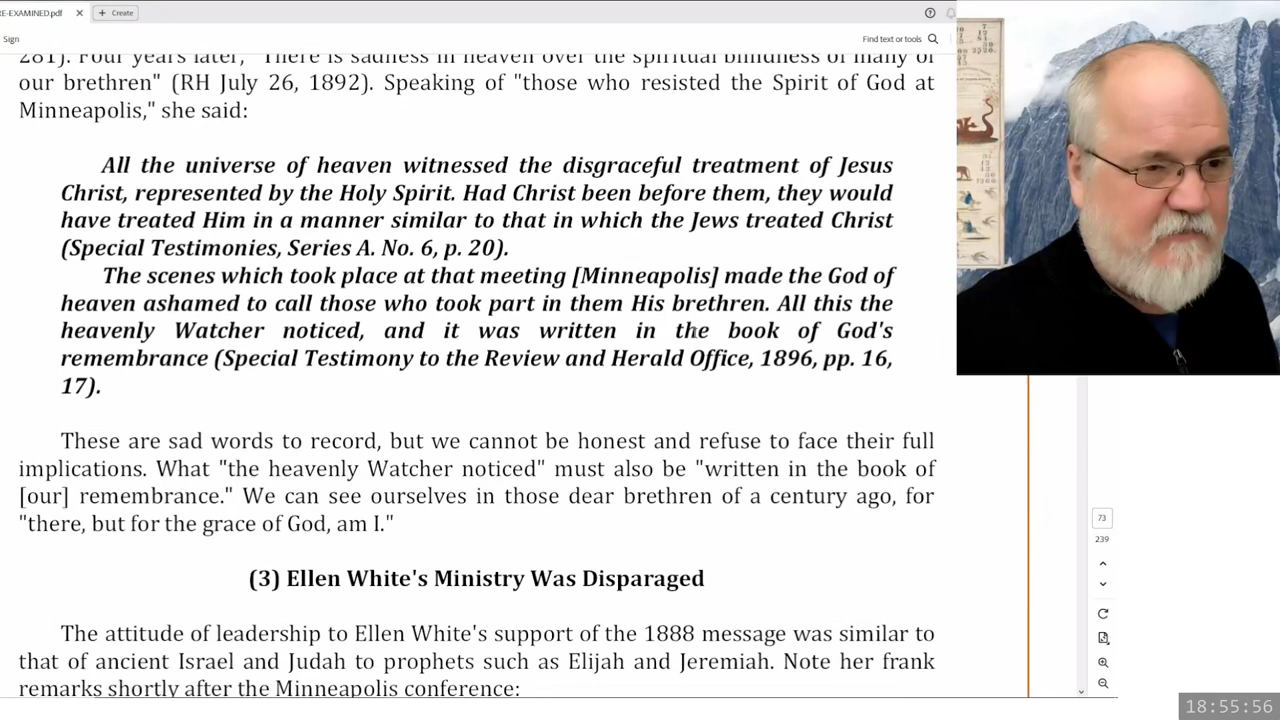 RE-EXAMINED.pdf
Create
Sign
Find text or tools
281). Four years later, "There is sadness in heaven over the spiritual blindness of many of
our brethren" (RH July 26, 1892). Speaking of "those who resisted the Spirit of God at
Minneapolis," she said:
All the universe of heaven witnessed the disgraceful treatment of Jesus
Christ, represented by the Holy Spirit. Had Christ been before them, they would
have treated Him in a manner similar to that in which the Jews treated Christ
(Special Testimonies, Series A. No. 6, p. 20).
The scenes which took place at that meeting [Minneapolis] made the God of
heaven ashamed to call those who took part in them His brethren. All this the
heavenly Watcher noticed, and it was written in the book of God's
remembrance (Special Testimony to the Review and Herald Office, 1896, pp. 16,
17).
These are sad words to record, but we cannot be honest and refuse to face their full
implications. What "the heavenly Watcher noticed" must also be "written in the book of
[our] remembrance." We can see ourselves in those dear brethren of a century ago, for
"there, but for the grace of God, am I."
(3) Ellen White's Ministry Was Disparaged
The attitude of leadership to Ellen White's support of the 1888 message was similar to
that of ancient Israel and Judah to prophets such as Elijah and Jeremiah. Note her frank
remarks shortly after the Minneapolis conference:
73
239
18:55:56